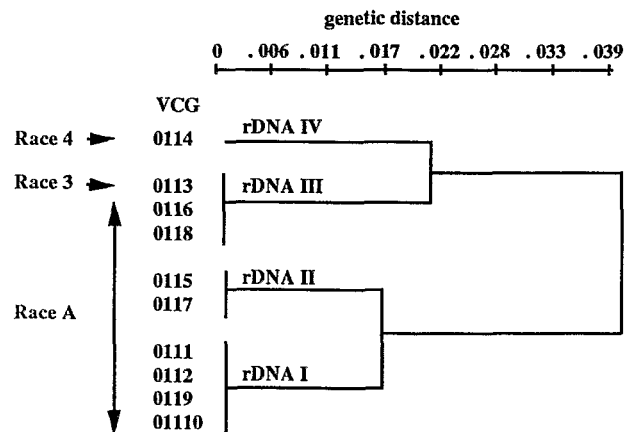 genetic distance
0 .006 .011 .017 .022 .028 .033 .039
VCG
rDNA IV
Race 4 0114
Race 3 0113 rDNA III
0116
0118
0115 rDNA II
0117
Race A
0111
0112 rDNA I
0119
01110